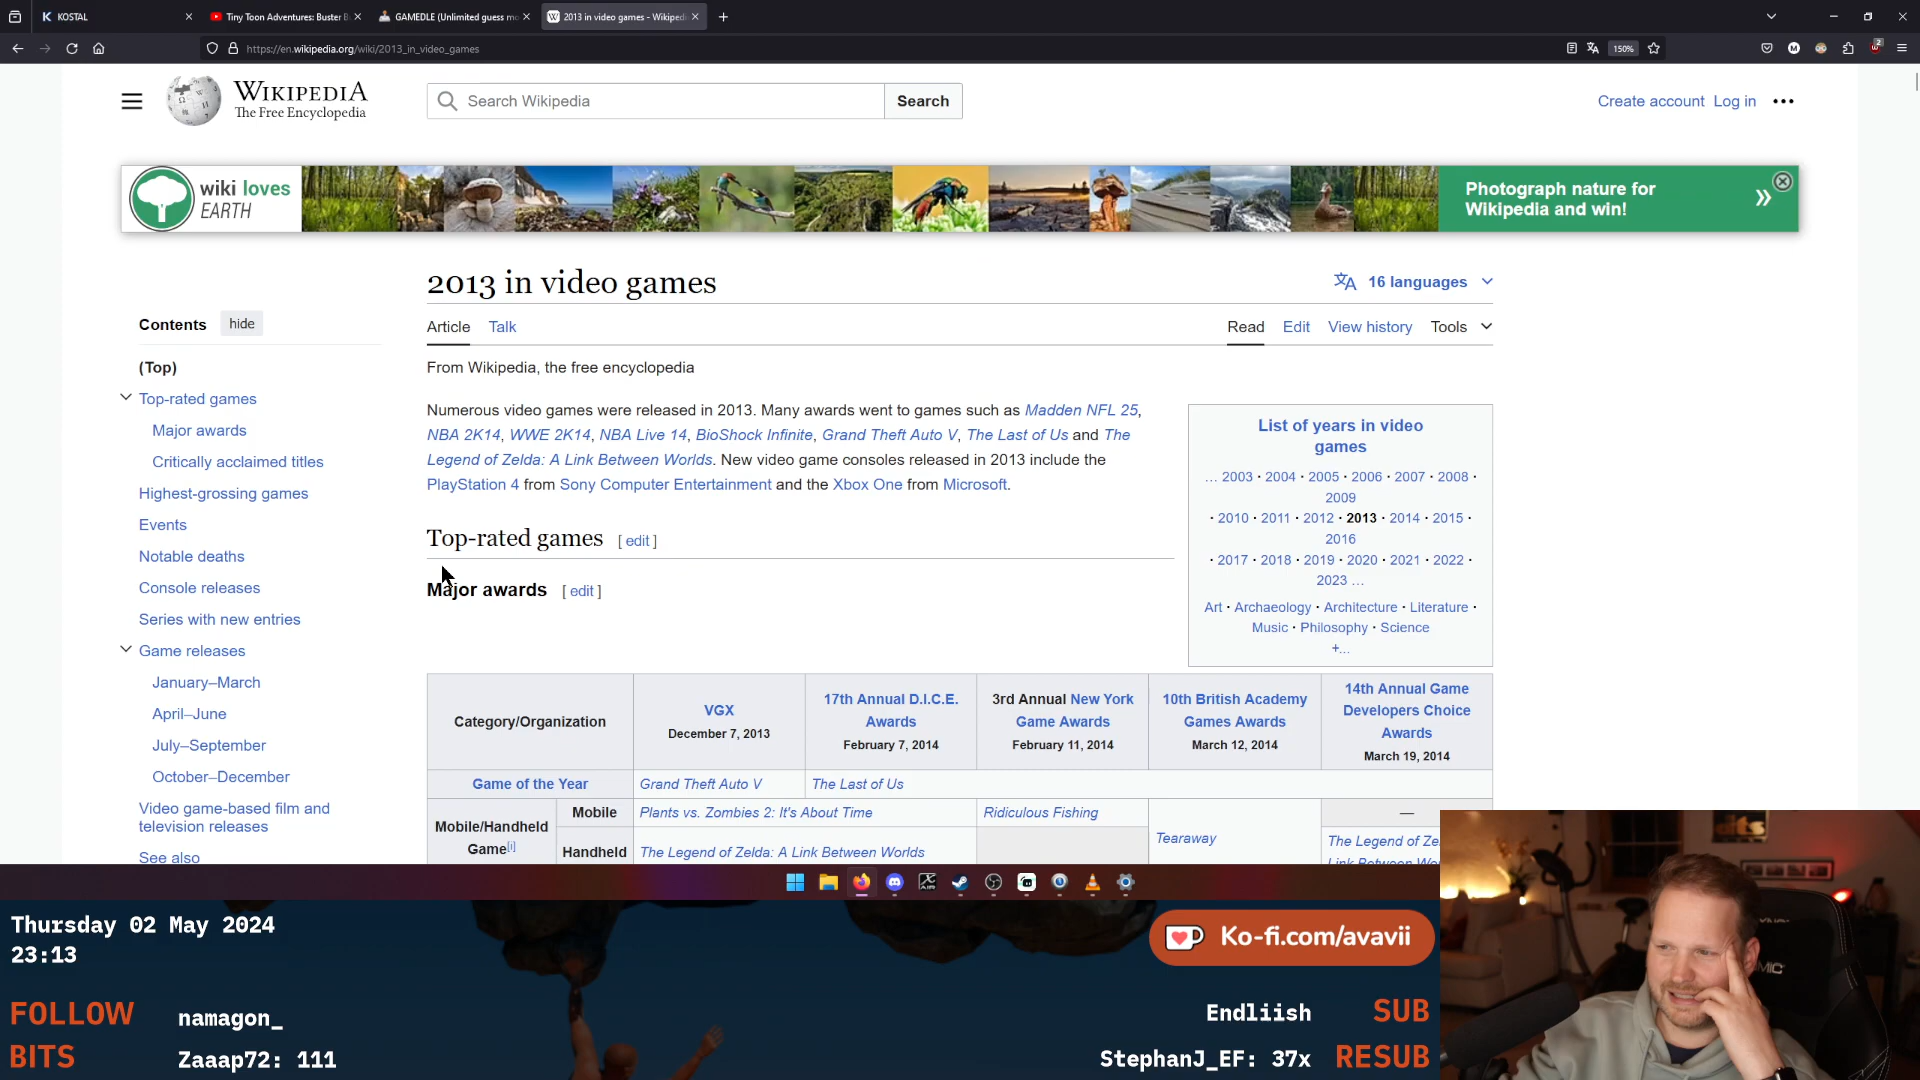 KOSTAL
Tiny Toon Adventures: Buster B
GAMEDLE (Unlimited guess mo
2013 in video games - Wikipedi
https://en.wikipedia.org/wiki/2013_in_video_games
150%
2
WIKIPEDIA
The Free Encyclopedia
Search Wikipedia
Search
Create account
Log in
wiki loves
EARTH
Photograph nature for
Wikipedia and win!
2013 in video games
16 languages
Contents
hide
(Top)
Top-rated games
Major awards
Critically acclaimed titles
Highest-grossing games
Events
Notable deaths
Console releases
Series with new entries
Game releases
January–March
April–June
July–September
October–December
Video game-based film and
television releases
See also
Article
Talk
Read
Edit
View history
Tools
From Wikipedia, the free encyclopedia
Numerous video games were released in 2013. Many awards went to games such as Madden NFL 25,
NBA 2K14, WWE 2K14, NBA Live 14, BioShock Infinite, Grand Theft Auto V, The Last of Us and The
Legend of Zelda: A Link Between Worlds. New video game consoles released in 2013 include the
PlayStation 4 from Sony Computer Entertainment and the Xbox One from Microsoft.
List of years in video
games
... 2003 · 2004 · 2005 · 2006 · 2007 · 2008 ·
2009
· 2010 · 2011 · 2012 · 2013 · 2014 · 2015 ·
2016
· 2017 · 2018 · 2019 · 2020 · 2021 · 2022 ·
2023 ...
Art · Archaeology · Architecture · Literature ·
Music · Philosophy · Science
+...
Top-rated games [ edit ]
Major awards [ edit ]
Category/Organization
VGX
December 7, 2013
17th Annual D.I.C.E.
Awards
February 7, 2014
3rd Annual New York
Game Awards
February 11, 2014
10th British Academy
Games Awards
March 12, 2014
14th Annual Game
Developers Choice
Awards
March 19, 2014
Game of the Year
Grand Theft Auto V
The Last of Us
Mobile/Handheld
Game[i]
Mobile
Plants vs. Zombies 2: It's About Time
Ridiculous Fishing
Tearaway
—
Handheld
The Legend of Zelda: A Link Between Worlds
The Legend of Ze
Link Between Wo
Thursday 02 May 2024
23:13
FOLLOW namagon_
BITS Zaaap72: 111
Ko-fi.com/avavii
Endliish SUB
StephanJ_EF: 37x RESUB